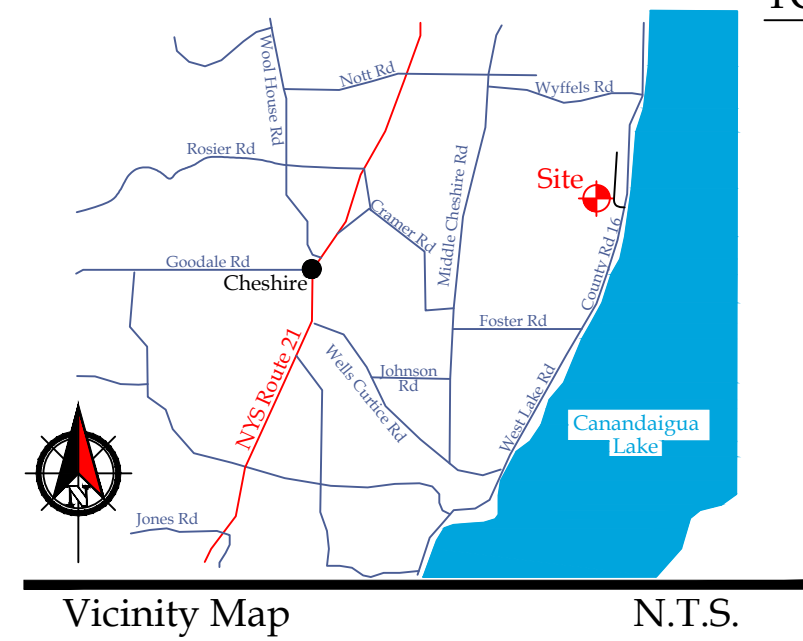 Nott Rd
Wool House Rd
Wyffels Rd
Rosier Rd
Middle Cheshire Rd
Site
Cramer Rd
County Rd 16
Goodale Rd
Cheshire
Foster Rd
NYS Route 21
Wells Curtice Rd
Johnson
Rd
West Lake Rd
Canandaigua
Lake
N
Jones Rd
Vicinity Map
N.T.S.